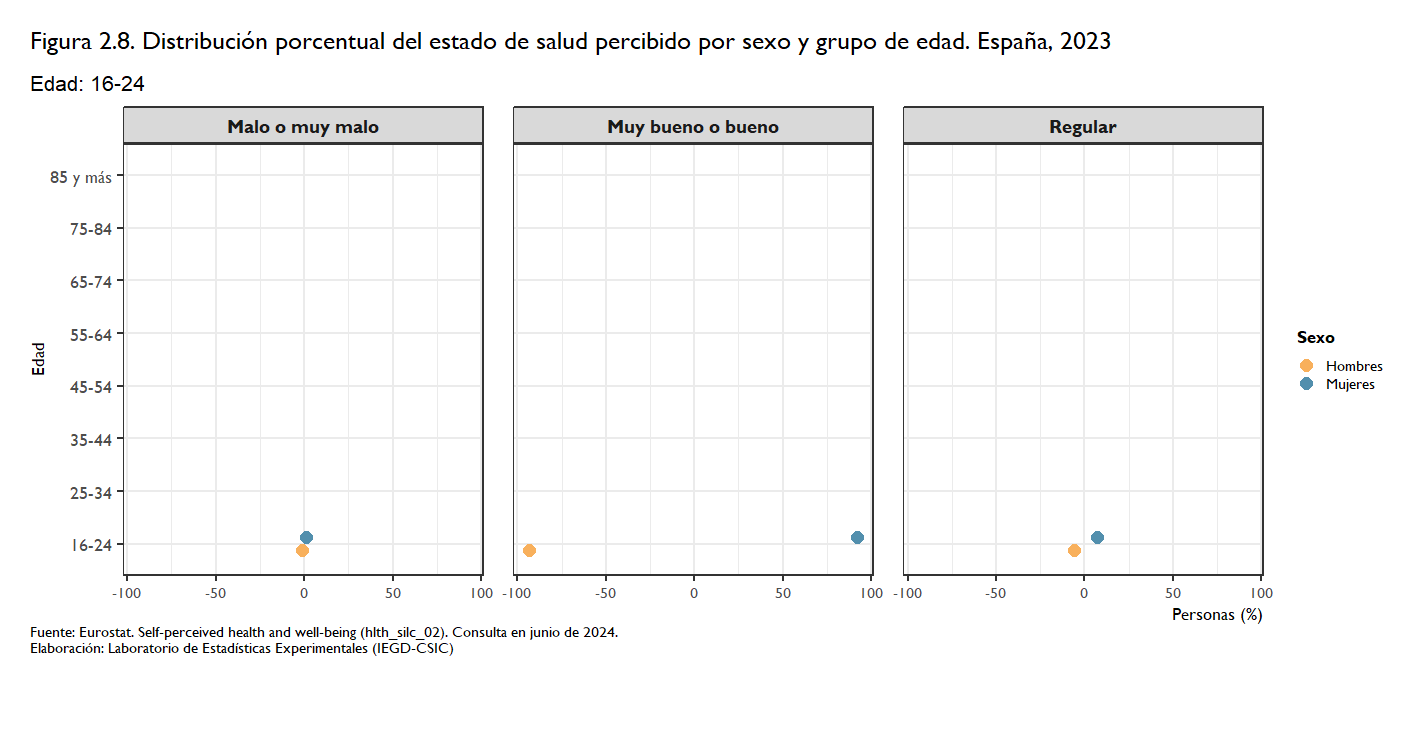 Figura 2.8. Distribución porcentual del estado de salud percibido por sexo y grupo de edad. España, 2023
Edad: 16-24
Malo o muy malo
Muy bueno o bueno
Regular
Edad
85 y más
75-84
65-74
55-64
45-54
35-44
25-34
16-24
-100 -50 0 50 100
-100 -50 0 50 100
-100 -50 0 50 100
Personas (%)
Sexo
Hombres
Mujeres
Fuente: Eurostat. Self-perceived health and well-being (hlth_silc_02). Consulta en junio de 2024.
Elaboración: Laboratorio de Estadísticas Experimentales (IEGD-CSIC)